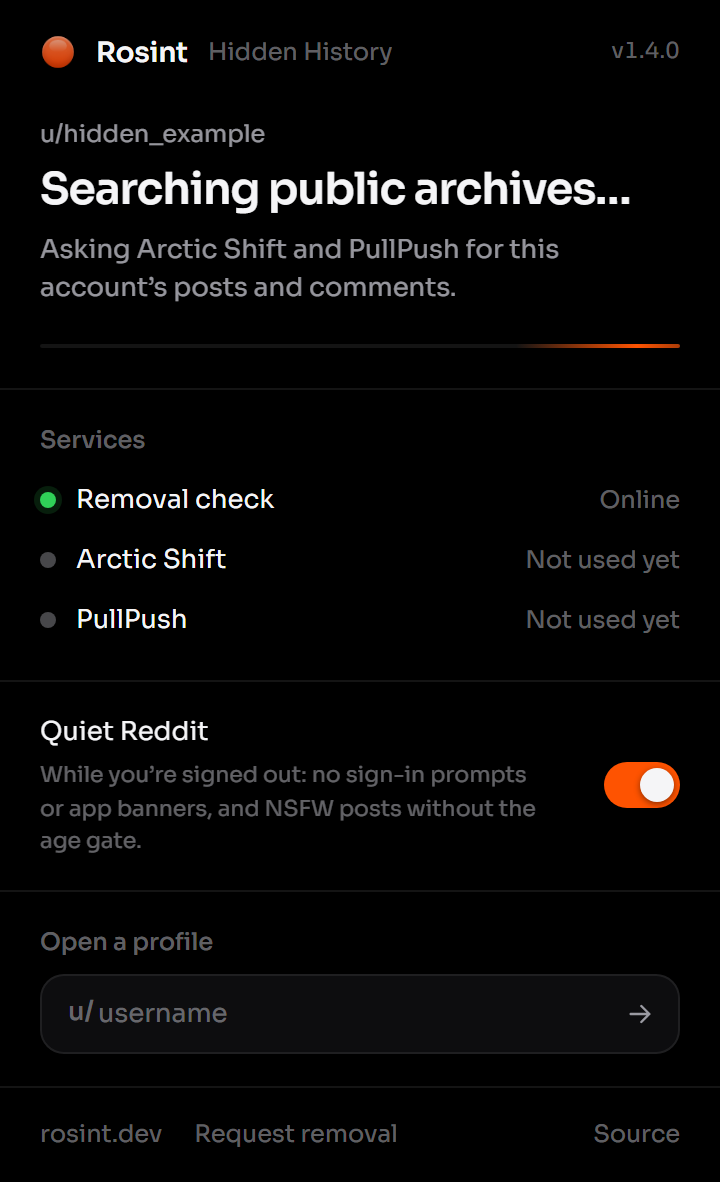 Rosint Hidden History v1.4.0
u/hidden_example
Searching public archives...
Asking Arctic Shift and PullPush for this
account’s posts and comments.
Services
Removal check Online
Arctic Shift Not used yet
PullPush Not used yet
Quiet Reddit
While you’re signed out: no sign-in prompts
or app banners, and NSFW posts without the
age gate.
Open a profile
u/ username →
rosint.dev Request removal Source